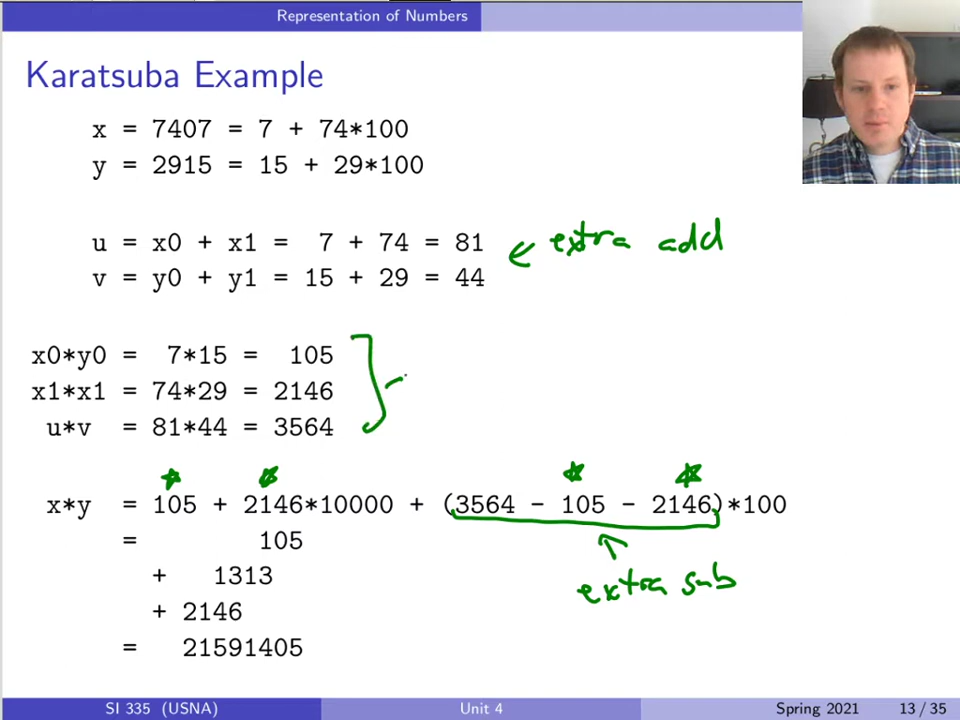 Representation of Numbers
Karatsuba Example
x = 7407 = 7 + 74*100
y = 2915 = 15 + 29*100
u = x0 + x1 = 7 + 74 = 81
extra add
v = y0 + y1 = 15 + 29 = 44
x0*y0 = 7*15 = 105
x1*x1 = 74*29 = 2146
u*v = 81*44 = 3564
x*y = 105 + 2146*10000 + (3564 - 105 - 2146)*100
= 105
+ 1313
extra sub
+ 2146
= 21591405
SI 335 (USNA) Unit 4 Spring 2021 13 / 35